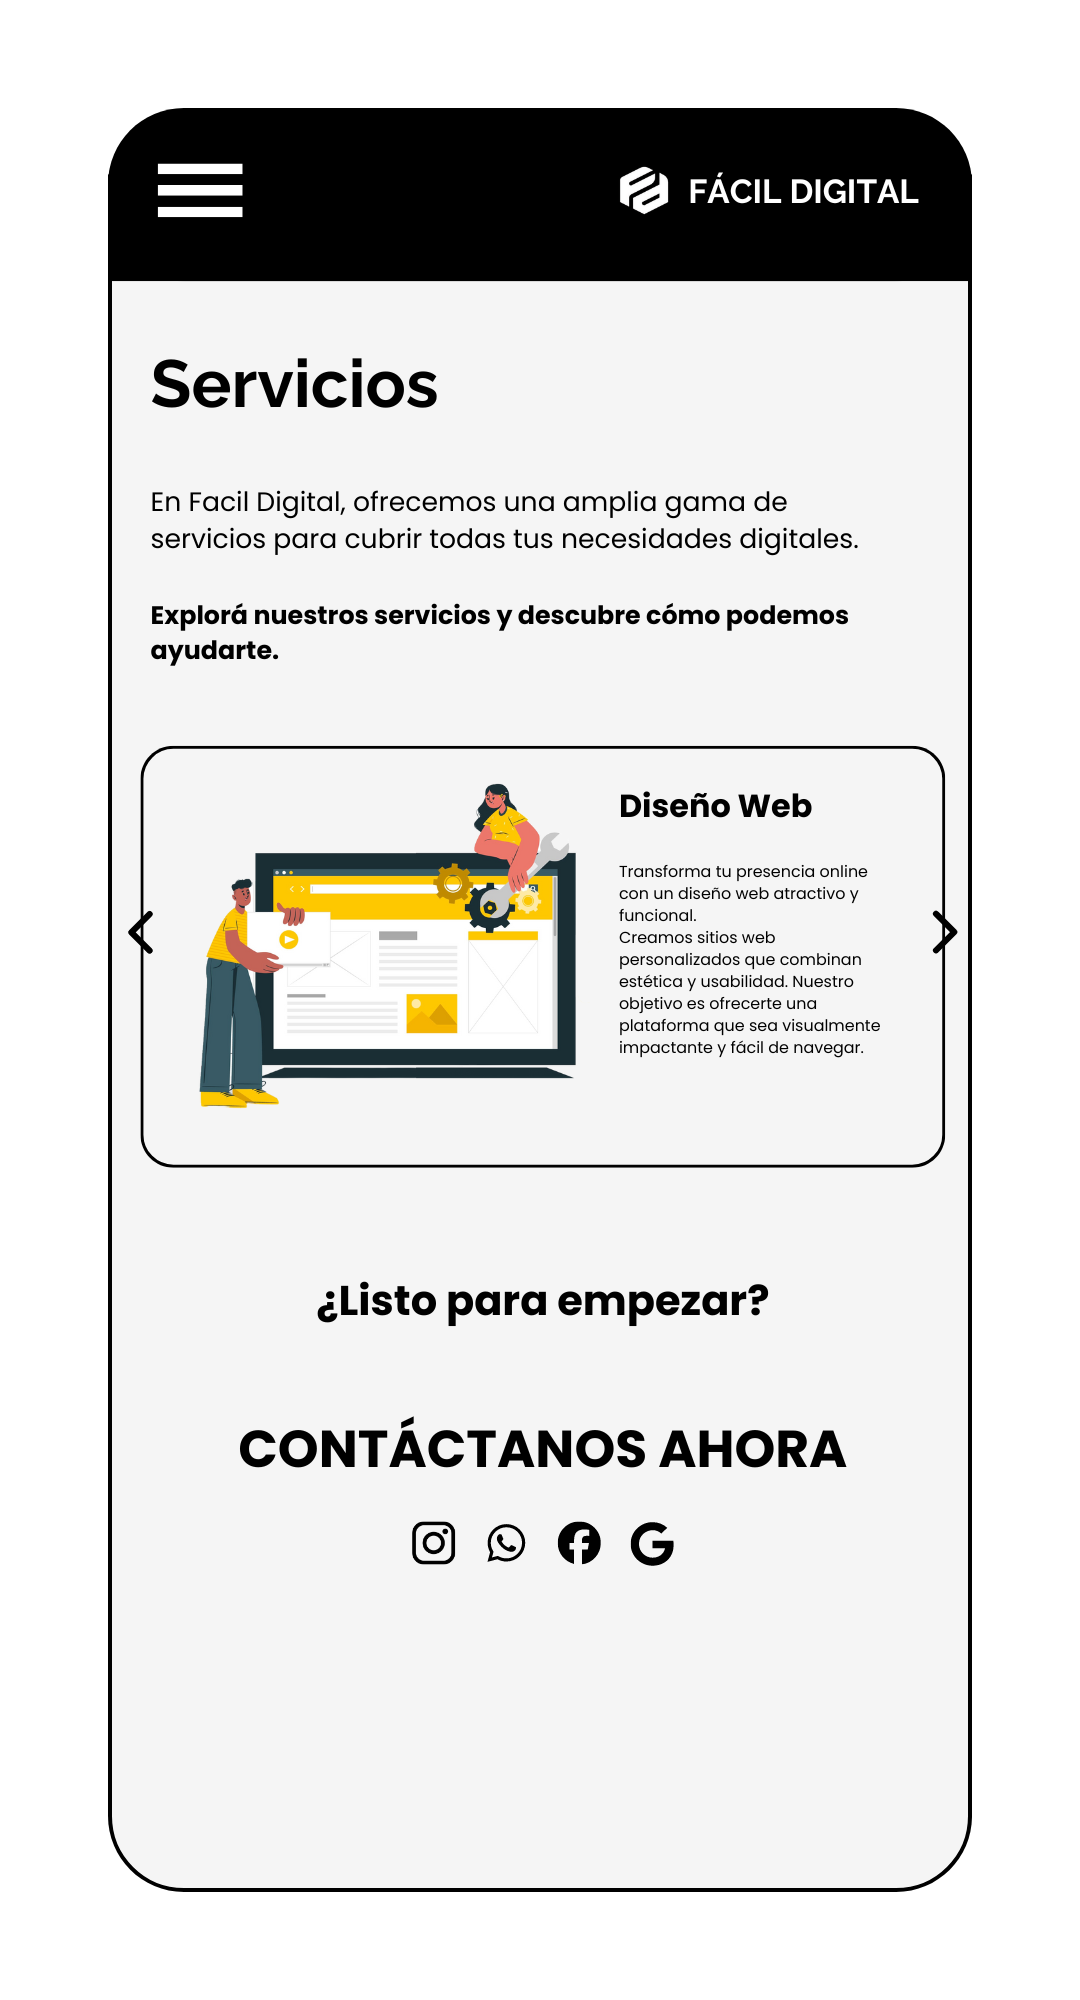 FÁCIL DIGITAL
Servicios
En Facil Digital, ofrecemos una amplia gama de
servicios para cubrir todas tus necesidades digitales.
Explorá nuestros servicios y descubre cómo podemos
ayudarte.
Diseño Web
Transforma tu presencia online
con un diseño web atractivo y
funcional.
Creamos sitios web
personalizados que combinan
estética y usabilidad. Nuestro
objetivo es ofrecerte una
plataforma que sea visualmente
impactante y fácil de navegar.
¿Listo para empezar?
CONTÁCTANOS AHORA